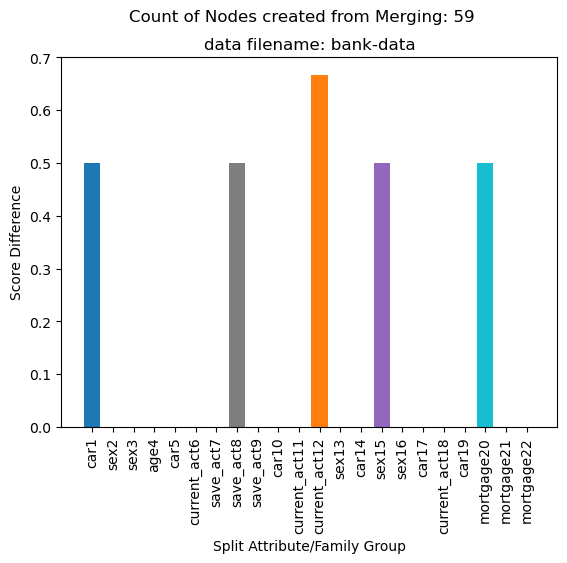 Count of Nodes created from Merging: 59
data filename: bank-data
0.7
0.6
0.5
0.4
0.3
0.2
0.1
0.0
Score Difference
car1
sex2
sex3
age4
car5
current_act6
save_act7
save_act8
save_act9
car10
current_act11
current_act12
sex13
car14
sex15
sex16
car17
current_act18
car19
mortgage20
mortgage21
mortgage22
Split Attribute/Family Group